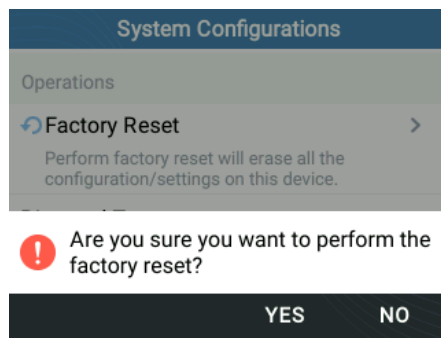 System Configurations
Operations
Factory Reset
Perform factory reset will erase all the
configuration/settings on this device.
Are you sure you want to perform the
factory reset?
YES NO